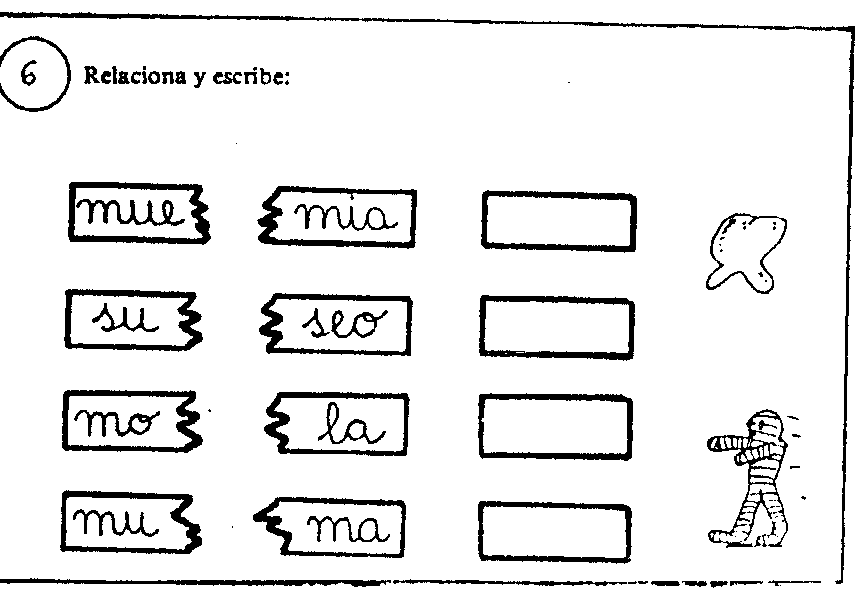 6 Relaciona y escribe:
mue mia
su seo
mo la
mu ma